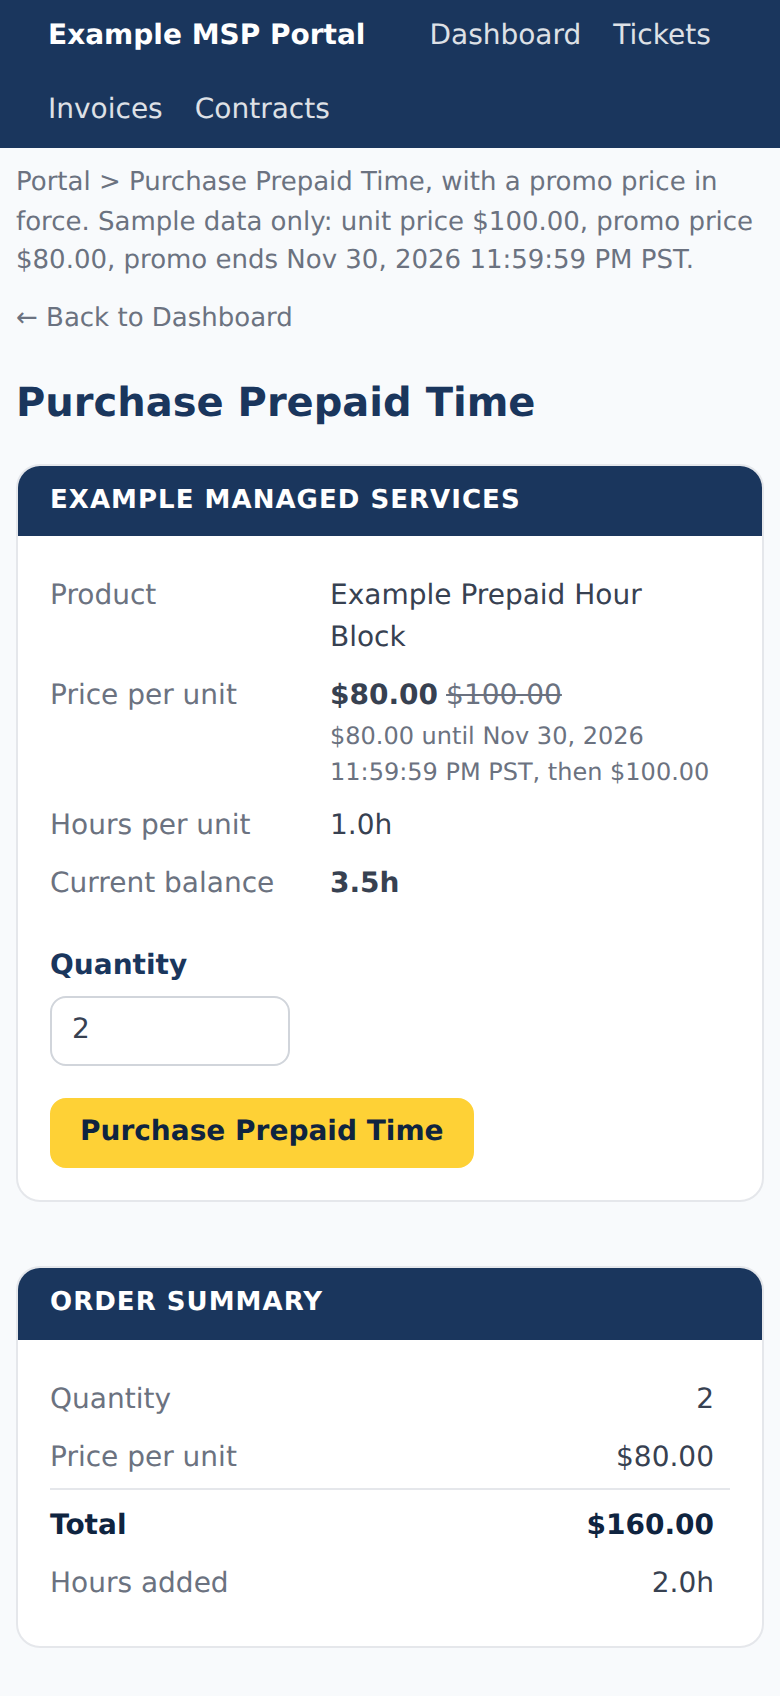 Example MSP Portal Dashboard Tickets
Invoices Contracts
Portal > Purchase Prepaid Time, with a promo price in
force. Sample data only: unit price $100.00, promo price
$80.00, promo ends Nov 30, 2026 11:59:59 PM PST.
← Back to Dashboard
Purchase Prepaid Time
EXAMPLE MANAGED SERVICES
Product Example Prepaid Hour
Block
Price per unit $80.00 $100.00
$80.00 until Nov 30, 2026
11:59:59 PM PST, then $100.00
Hours per unit 1.0h
Current balance 3.5h
Quantity
2
Purchase Prepaid Time
ORDER SUMMARY
Quantity 2
Price per unit $80.00
Total $160.00
Hours added 2.0h